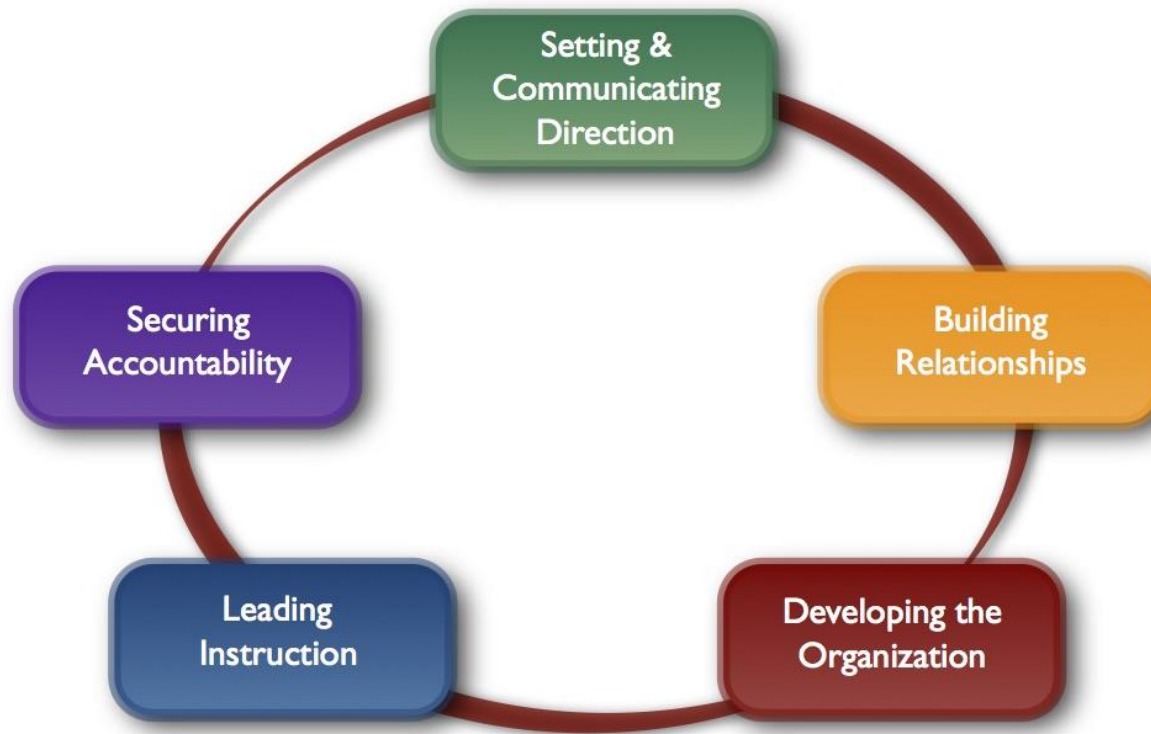 Setting &
Communicating
Direction
Securing
Accountability
Building
Relationships
Leading
Instruction
Developing the
Organization